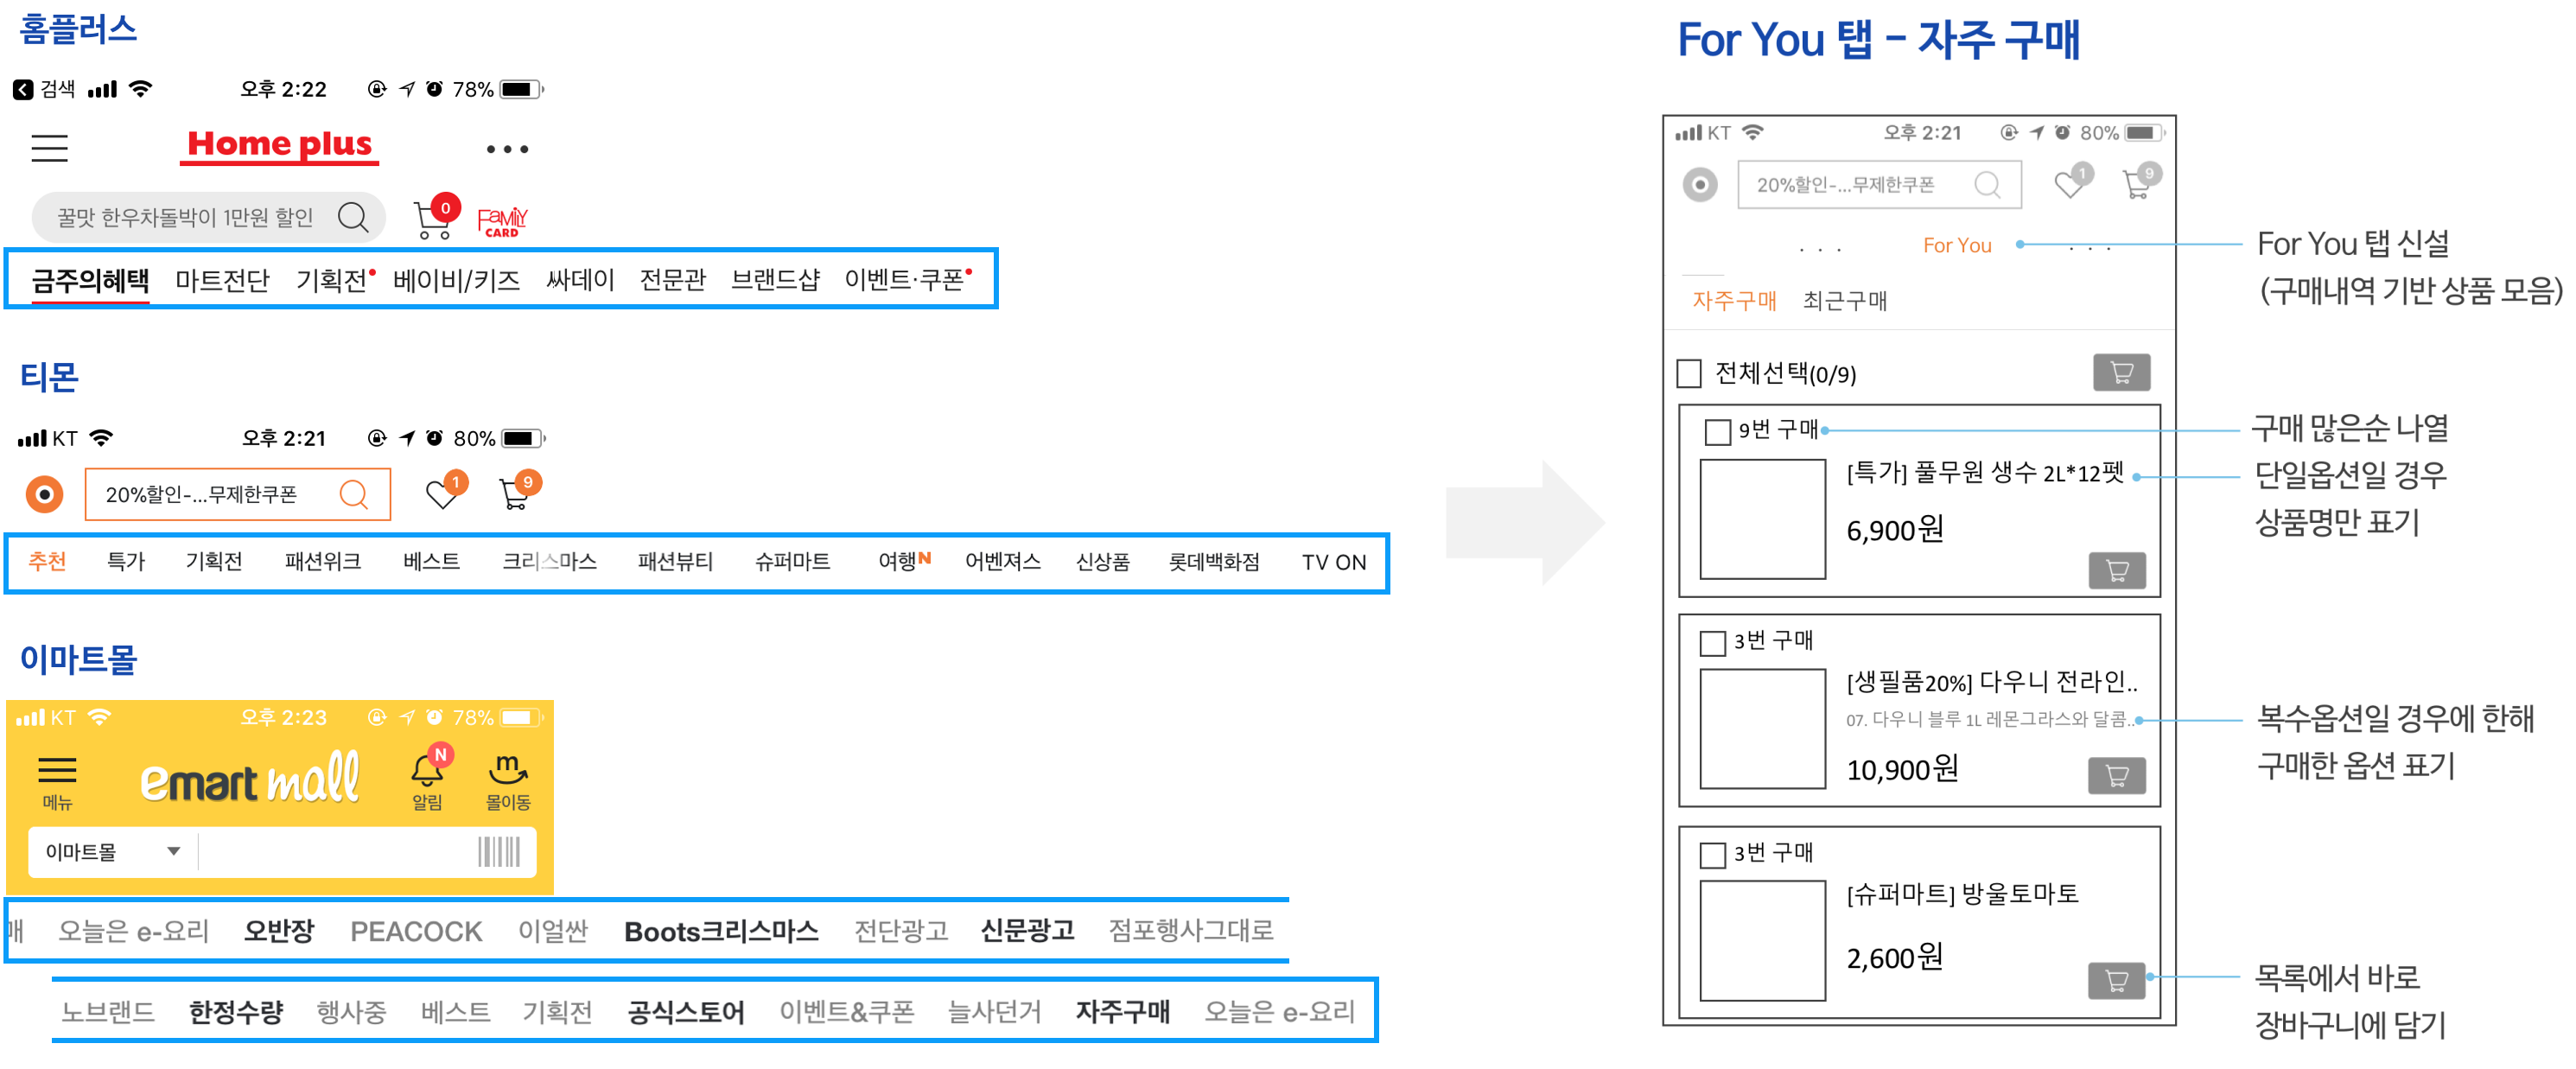 홈플러스
검색 오후 2:22 78%
Home plus
꿀맛 한우차돌박이 1만원 할인 0 FaMiLY CARD
금주의혜택 마트전단 기획전 베이비/키즈 싸데이 전문관 브랜드샵 이벤트·쿠폰
티몬
KT 오후 2:21 80%
20%할인-...무제한쿠폰 1 9
추천 특가 기획전 패션위크 베스트 크리스마스 패션뷰티 슈퍼마트 여행N 어벤져스 신상품 롯데백화점 TV ON
이마트몰
KT 오후 2:23 78%
메뉴 emart mall N 알림 m 몰이동
이마트몰
매 오늘은 e-요리 오반장 PEACOCK 이얼싼 Boots크리스마스 전단광고 신문광고 점포행사그대로
노브랜드 한정수량 행사중 베스트 기획전 공식스토어 이벤트&쿠폰 늘사던거 자주구매 오늘은 e-요리
For You 탭 - 자주 구매
KT 오후 2:21 80%
20%할인-...무제한쿠폰 1 9
. . . For You . . .
자주구매 최근구매
전체선택(0/9)
9번 구매
[특가] 풀무원 생수 2L*12펫
6,900원
3번 구매
[생필품20%] 다우니 전라인..
07. 다우니 블루 1L 레몬그라스와 달콤..
10,900원
3번 구매
[슈퍼마트] 방울토마토
2,600원
For You 탭 신설
(구매내역 기반 상품 모음)
구매 많은순 나열
단일옵션일 경우
상품명만 표기
복수옵션일 경우에 한해
구매한 옵션 표기
목록에서 바로
장바구니에 담기